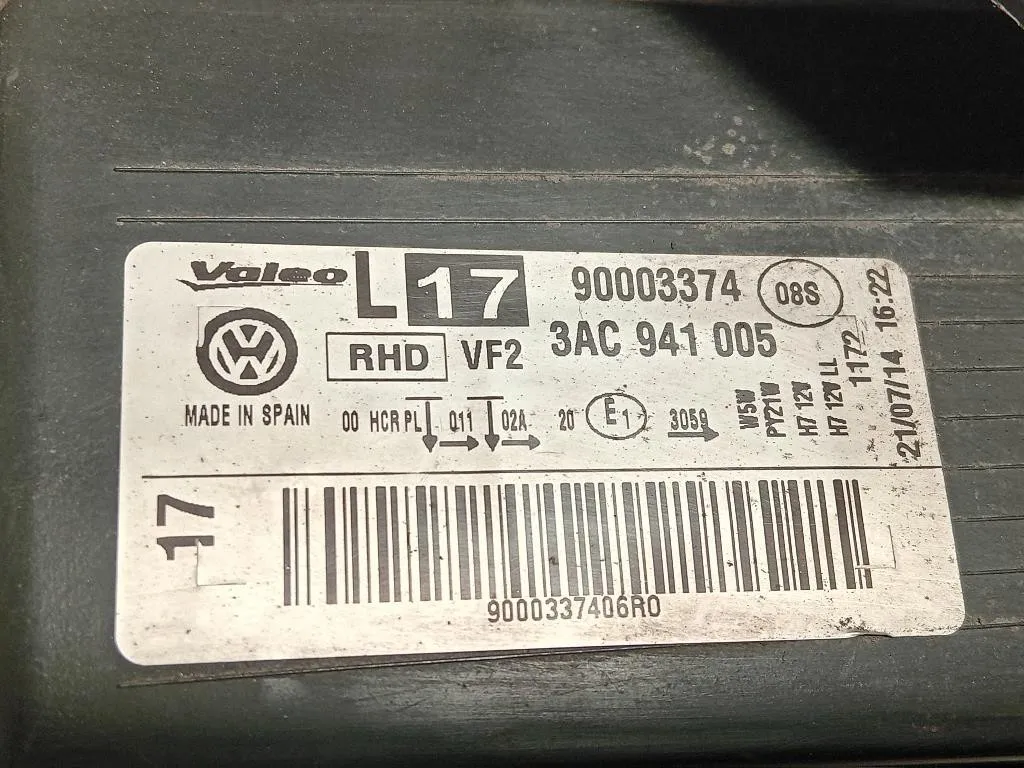 Valeo L 17 90003374 08S
RHD VF2 3AC 941 005
MADE IN SPAIN
00 HCR PL 011 02A 20 E1 3059
W5W
PY21W
H7 12V
H7 12V LL
1172
21/07/14 16:22
17
9000337406R0